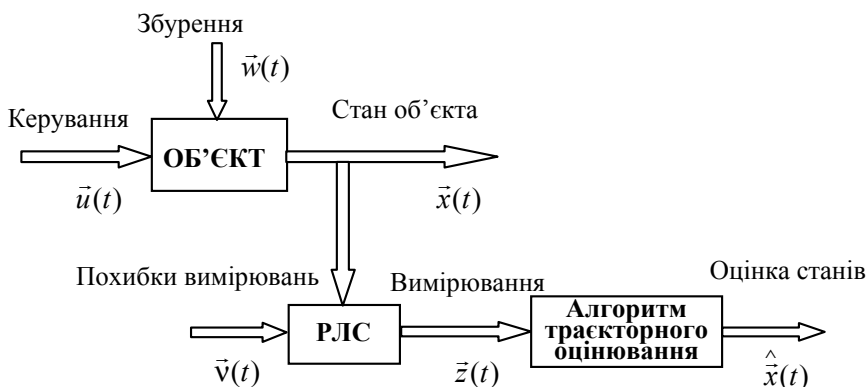 Збурення
w⃗(t)
Керування
Стан об’єкта
ОБ’ЄКТ
u⃗(t)
x⃗(t)
Похибки вимірювань
Вимірювання
Оцінка станів
РЛС
Алгоритм
траєкторного
оцінювання
ν⃗(t)
z⃗(t)
x⃗̂(t)